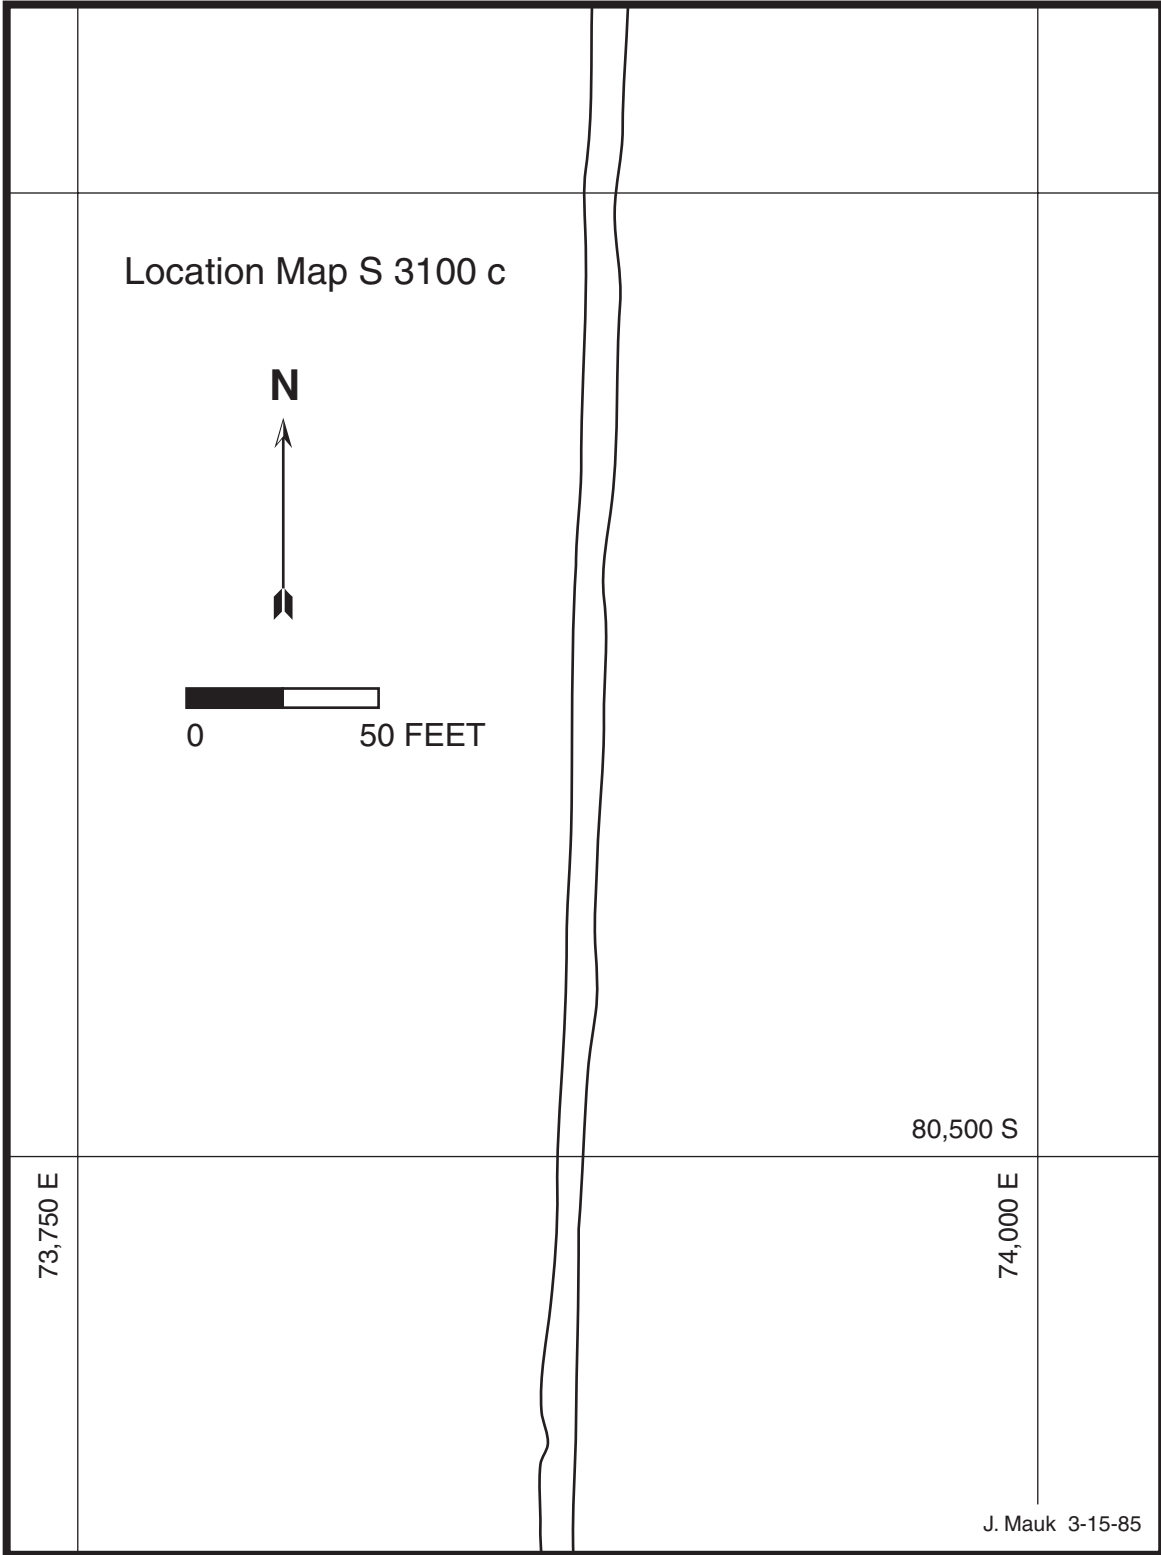 Location Map S 3100 c
N
0 50 FEET
80,500 S
73,750 E
74,000 E
J. Mauk 3-15-85